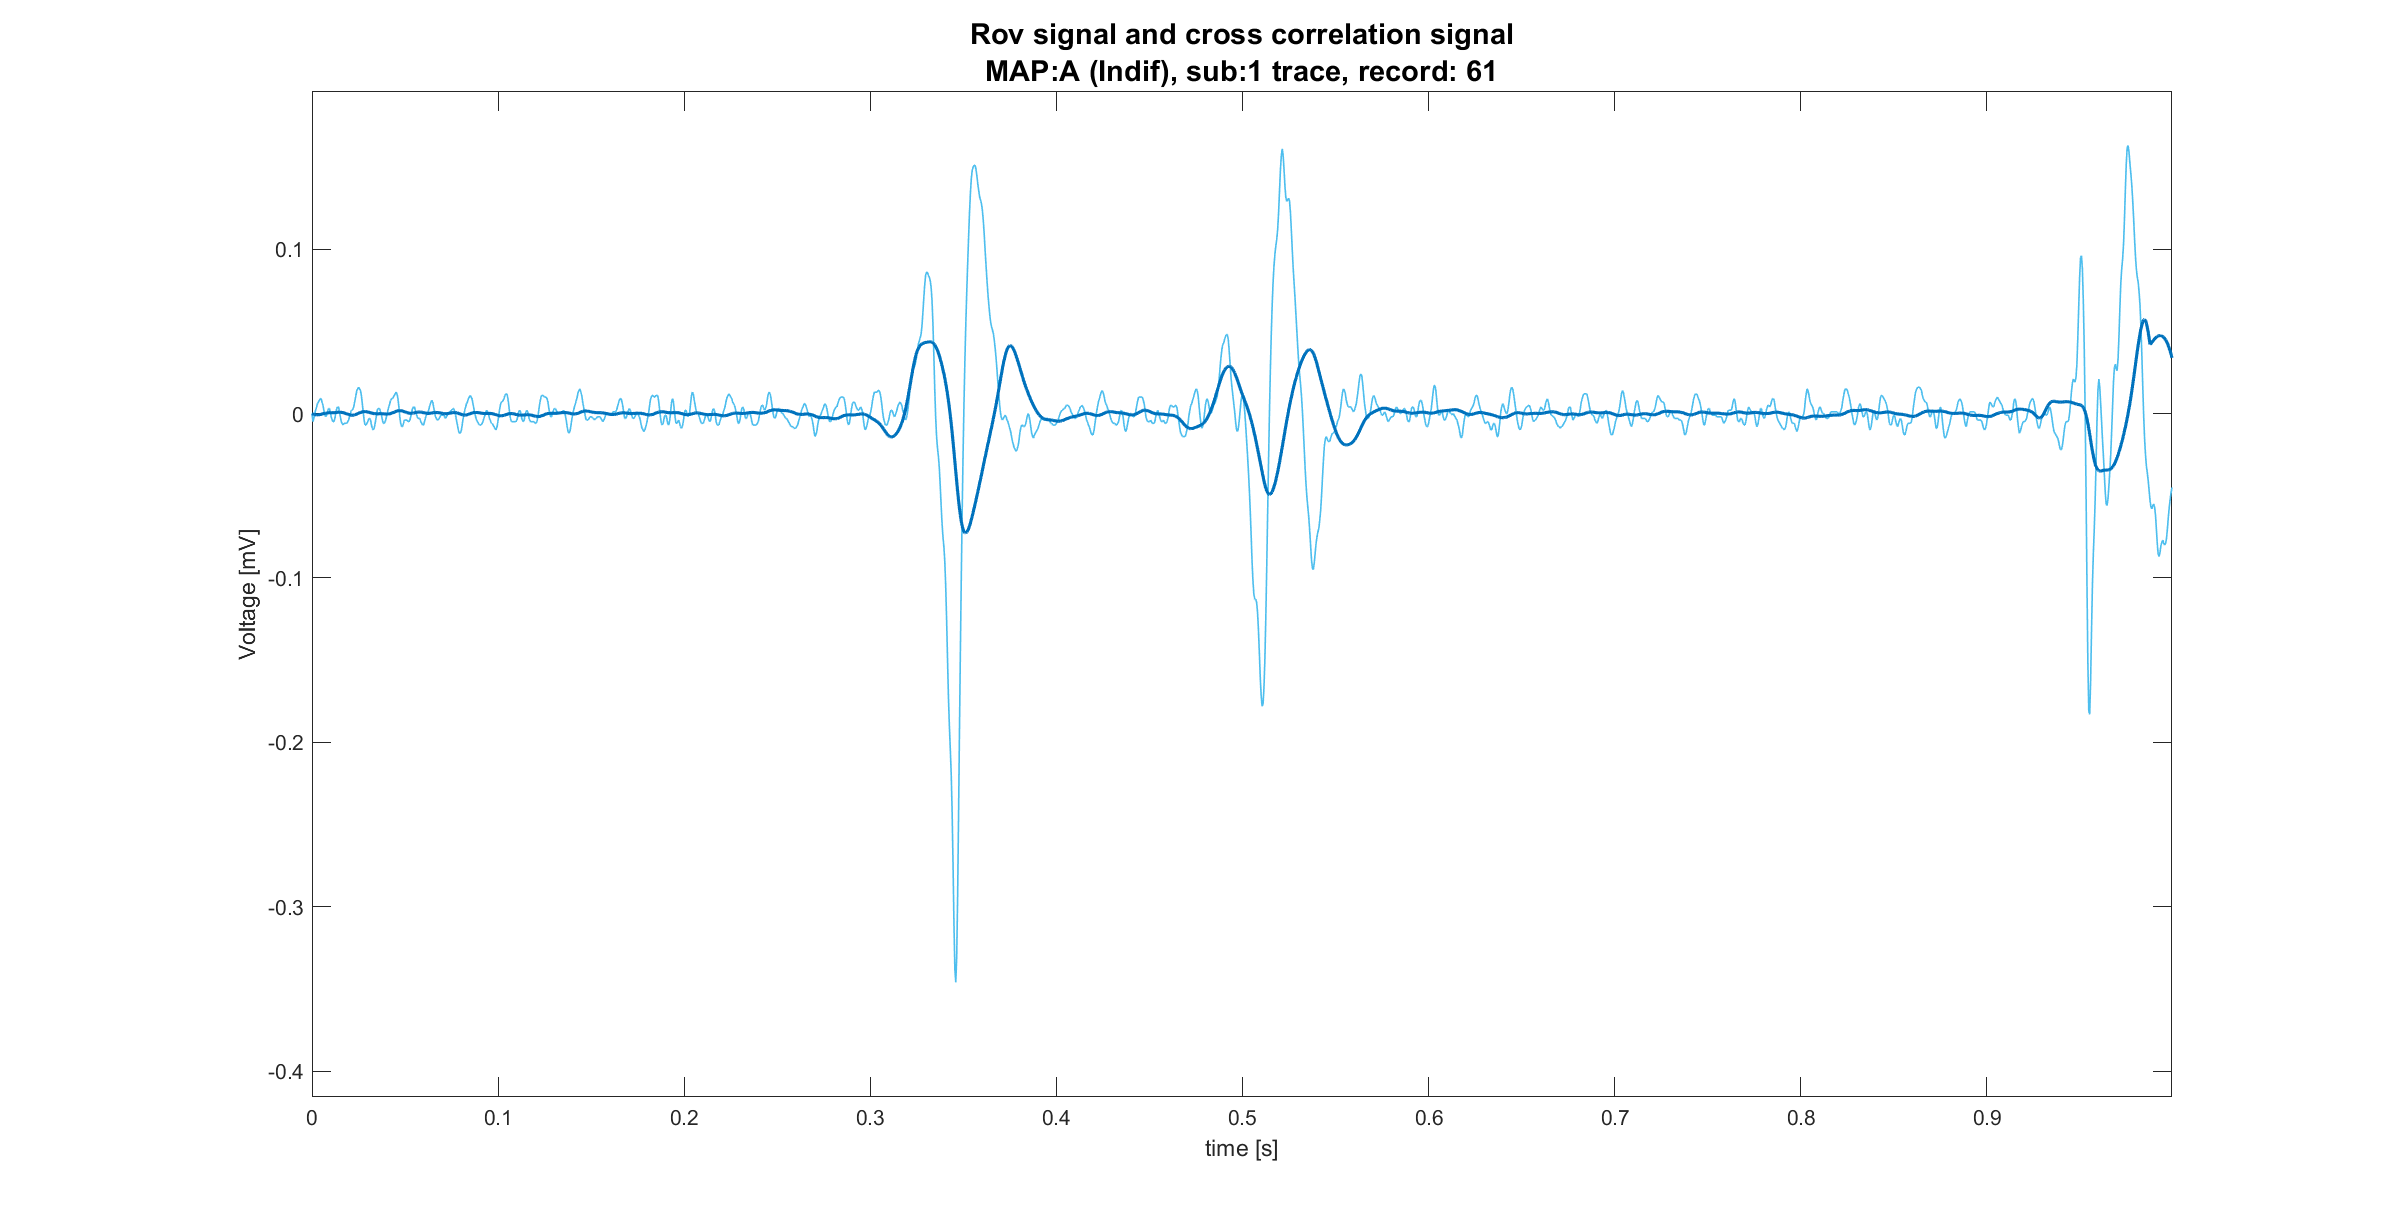 Rov signal and cross correlation signal
MAP:A (Indif), sub:1 trace, record: 61
0.1
0
-0.1
-0.2
-0.3
-0.4
Voltage [mV]
0 0.1 0.2 0.3 0.4 0.5 0.6 0.7 0.8 0.9
time [s]